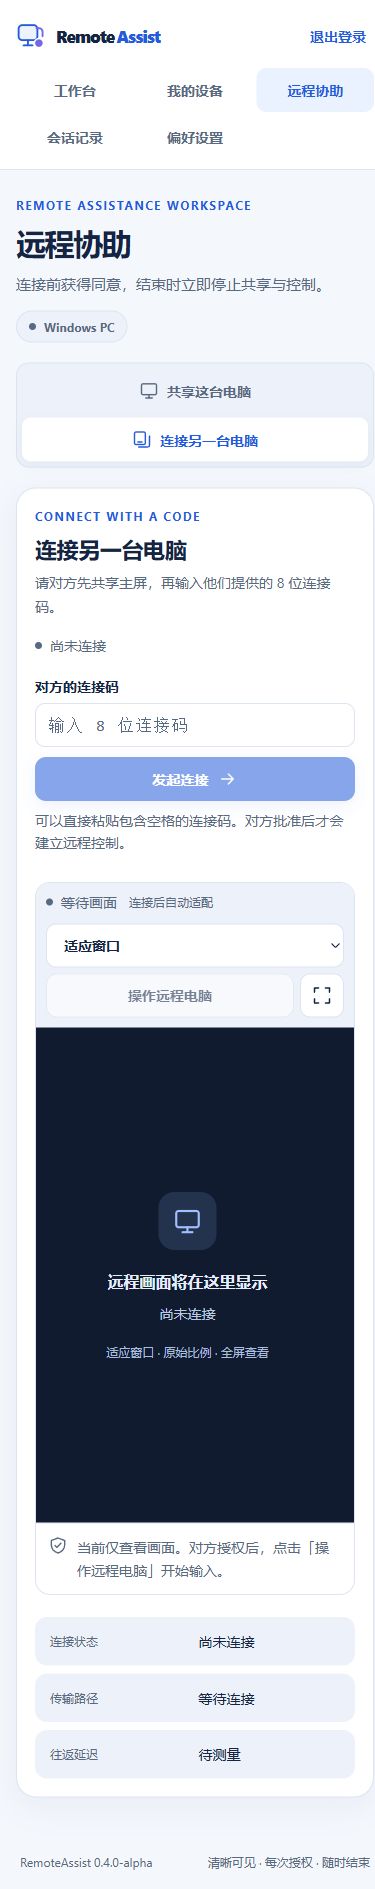 RemoteAssist 退出登录
工作台 我的设备 远程协助
会话记录 偏好设置
REMOTE ASSISTANCE WORKSPACE
远程协助
连接前获得同意，结束时立即停止共享与控制。
Windows PC
共享这台电脑
连接另一台电脑
CONNECT WITH A CODE
连接另一台电脑
请对方先共享主屏，再输入他们提供的 8 位连接
码。
尚未连接
对方的连接码
输入 8 位连接码
发起连接 →
可以直接粘贴包含空格的连接码。对方批准后才会
建立远程控制。
等待画面 连接后自动适配
适应窗口
操作远程电脑
远程画面将在这里显示
尚未连接
适应窗口 · 原始比例 · 全屏查看
当前仅查看画面。对方授权后，点击「操
作远程电脑」开始输入。
连接状态 尚未连接
传输路径 等待连接
往返延迟 待测量
RemoteAssist 0.4.0-alpha 清晰可见 · 每次授权 · 随时结束